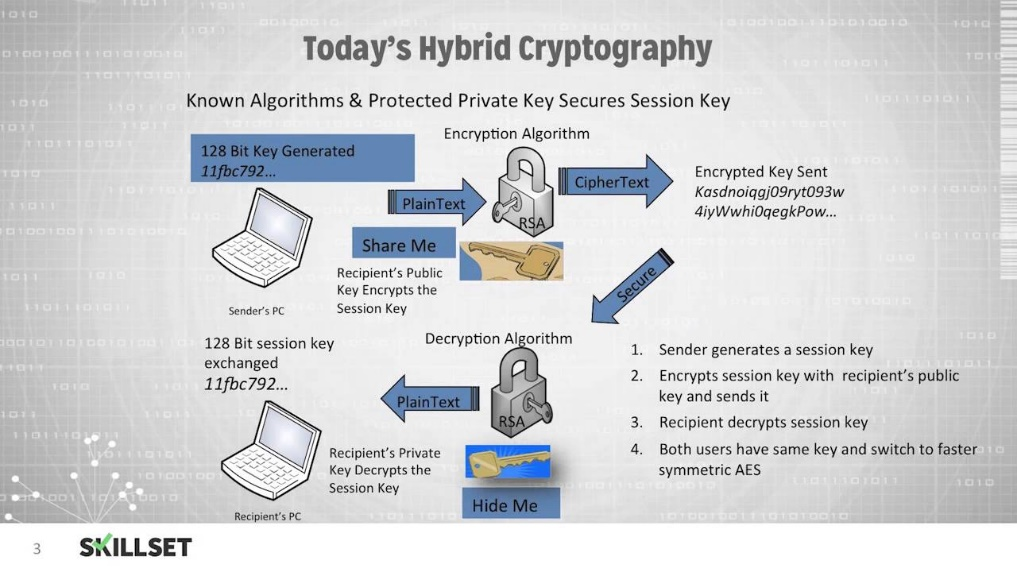 Today's Hybrid Cryptography
Known Algorithms & Protected Private Key Secures Session Key
Encryption Algorithm
128 Bit Key Generated
11fbc792...
PlainText
RSA
CipherText
Encrypted Key Sent
Kasdnoiqgj09ryt093w
4iyWwhi0qegkPow...
Share Me
Recipient's Public
Key Encrypts the
Session Key
Sender's PC
Secure
Decryption Algorithm
128 Bit session key
exchanged
11fbc792...
PlainText
RSA
Recipient's Private
Key Decrypts the
Session Key
Hide Me
Recipient's PC
1. Sender generates a session key
2. Encrypts session key with recipient's public
key and sends it
3. Recipient decrypts session key
4. Both users have same key and switch to faster
symmetric AES
3
SKILLSET